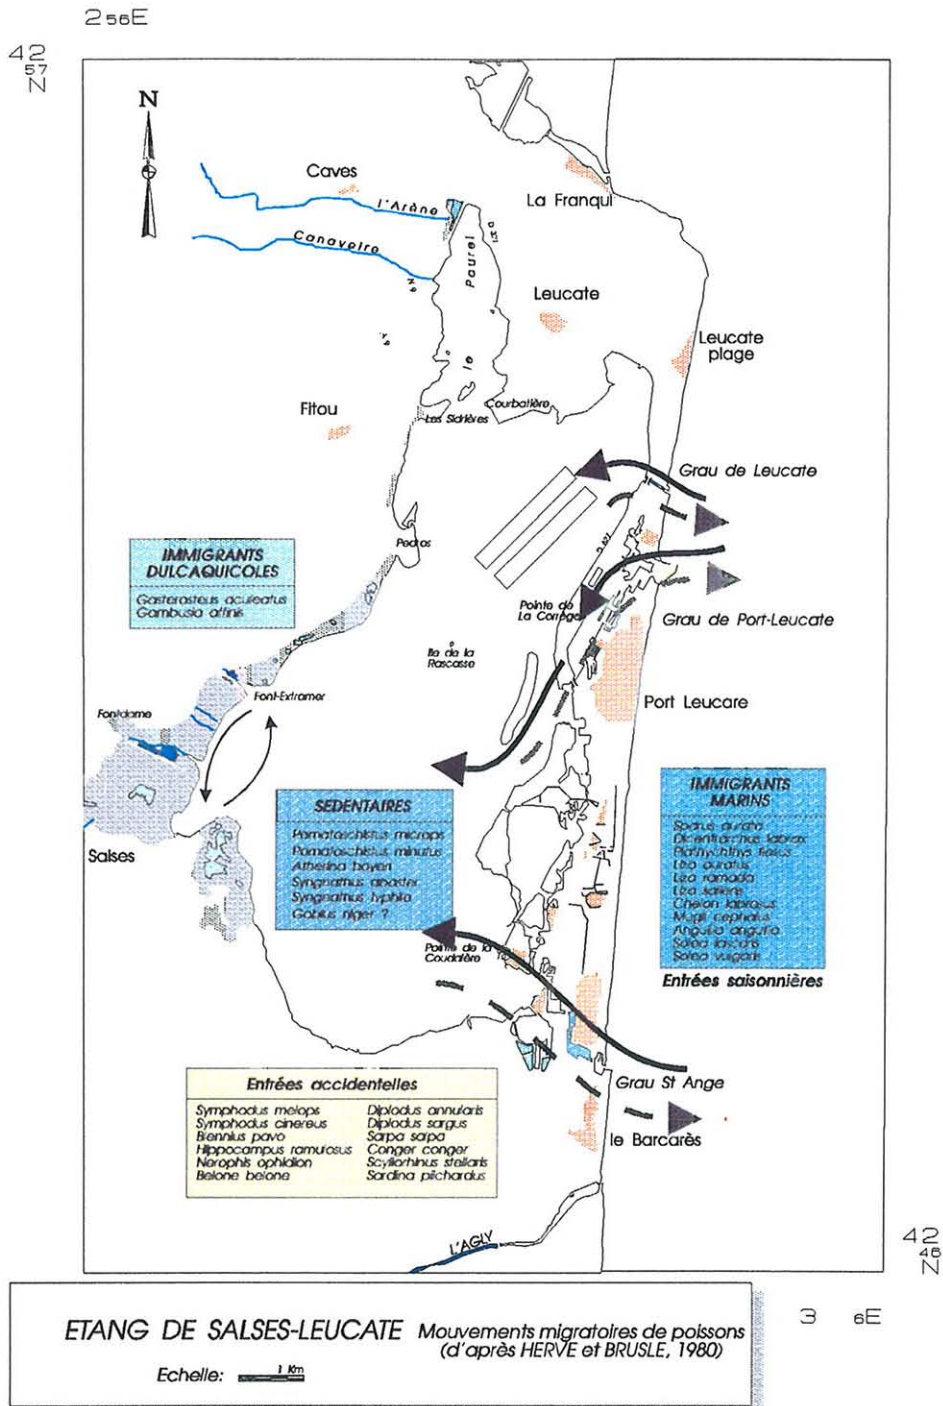 2 56E
42
57
N
N
Caves
l'Arène
La Franqui
Canaveire
Paurel
le
Leucate
Leucate
plage
Fitou
Courbatière
Les Sidrières
Grau de Leucate
Pedros
IMMIGRANTS
DULCAQUICOLES
Gasterosteus aculeatus
Gambusia affinis
Pointe de
La Corrège
Grau de Port-Leucate
Ile de la
Rascasse
Font-Extramer
Port Leucare
Fontdame
Salses
SEDENTAIRES
Pomatoschistus microps
Pomatoschistus minutus
Atherina boyeri
Syngnathus abaster
Syngnathus typhle
Gobius niger ?
IMMIGRANTS
MARINS
Sparus aurata
Dicentrarchus labrax
Plathychthys flesus
Liza auratus
Liza ramada
Liza saliens
Chelon labrosus
Mugil cephalus
Anguilla anguilla
Solea lascaris
Solea vulgaris
Entrées saisonnières
Pointe de la
Coudalère
Entrées accidentelles
Symphodus melops Diplodus annularis
Symphodus cinereus Diplodus sargus
Blennius pavo Sarpa salpa
Hippocampus ramulosus Conger conger
Nerophis ophidion Scyliorhinus stellaris
Belone belone Sardina pilchardus
Grau St Ange
le Barcarès
L'AGLY
42
48
N
3 6E
ETANG DE SALSES-LEUCATE Mouvements migratoires de poissons
(d'après HERVE et BRUSLE, 1980)
Echelle: 1 Km